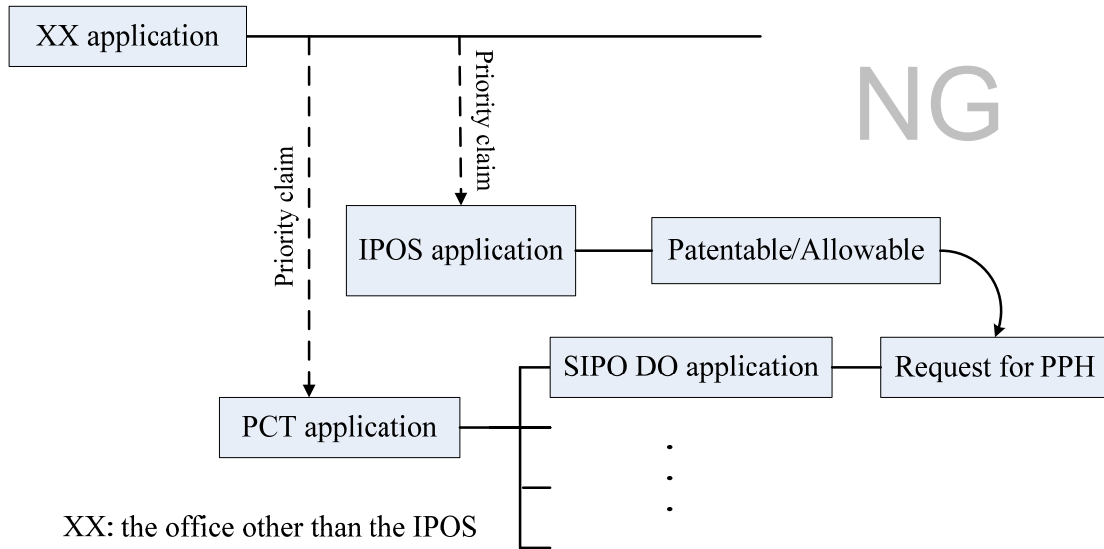 XX application
NG
Priority claim
Priority claim
IPOS application
Patentable/Allowable
SIPO DO application
Request for PPH
PCT application
XX: the office other than the IPOS